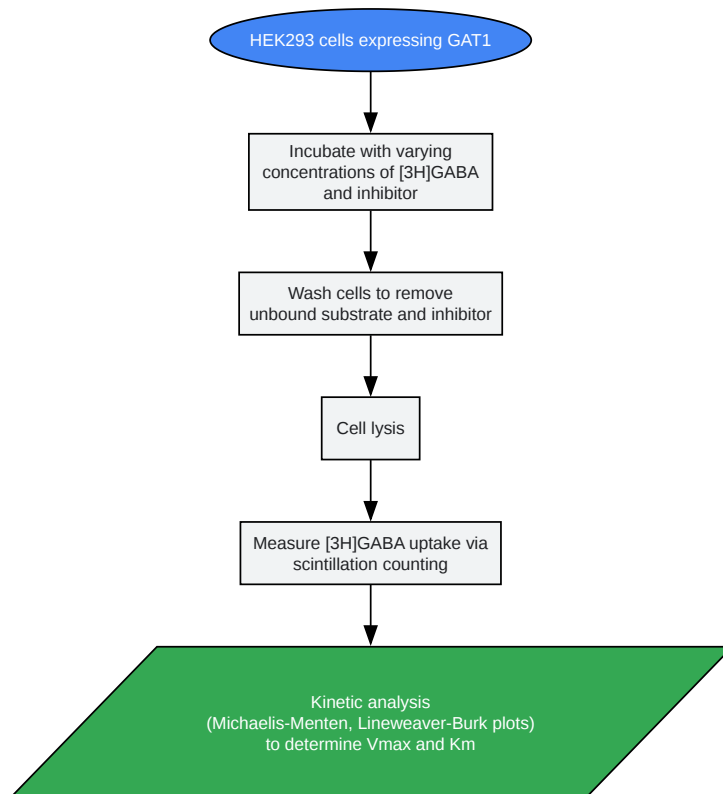 HEK293 cells expressing GAT1
Incubate with varying
concentrations of [3H]GABA
and inhibitor
Wash cells to remove
unbound substrate and inhibitor
Cell lysis
Measure [3H]GABA uptake via
scintillation counting
Kinetic analysis
(Michaelis-Menten, Lineweaver-Burk plots)
to determine Vmax and Km